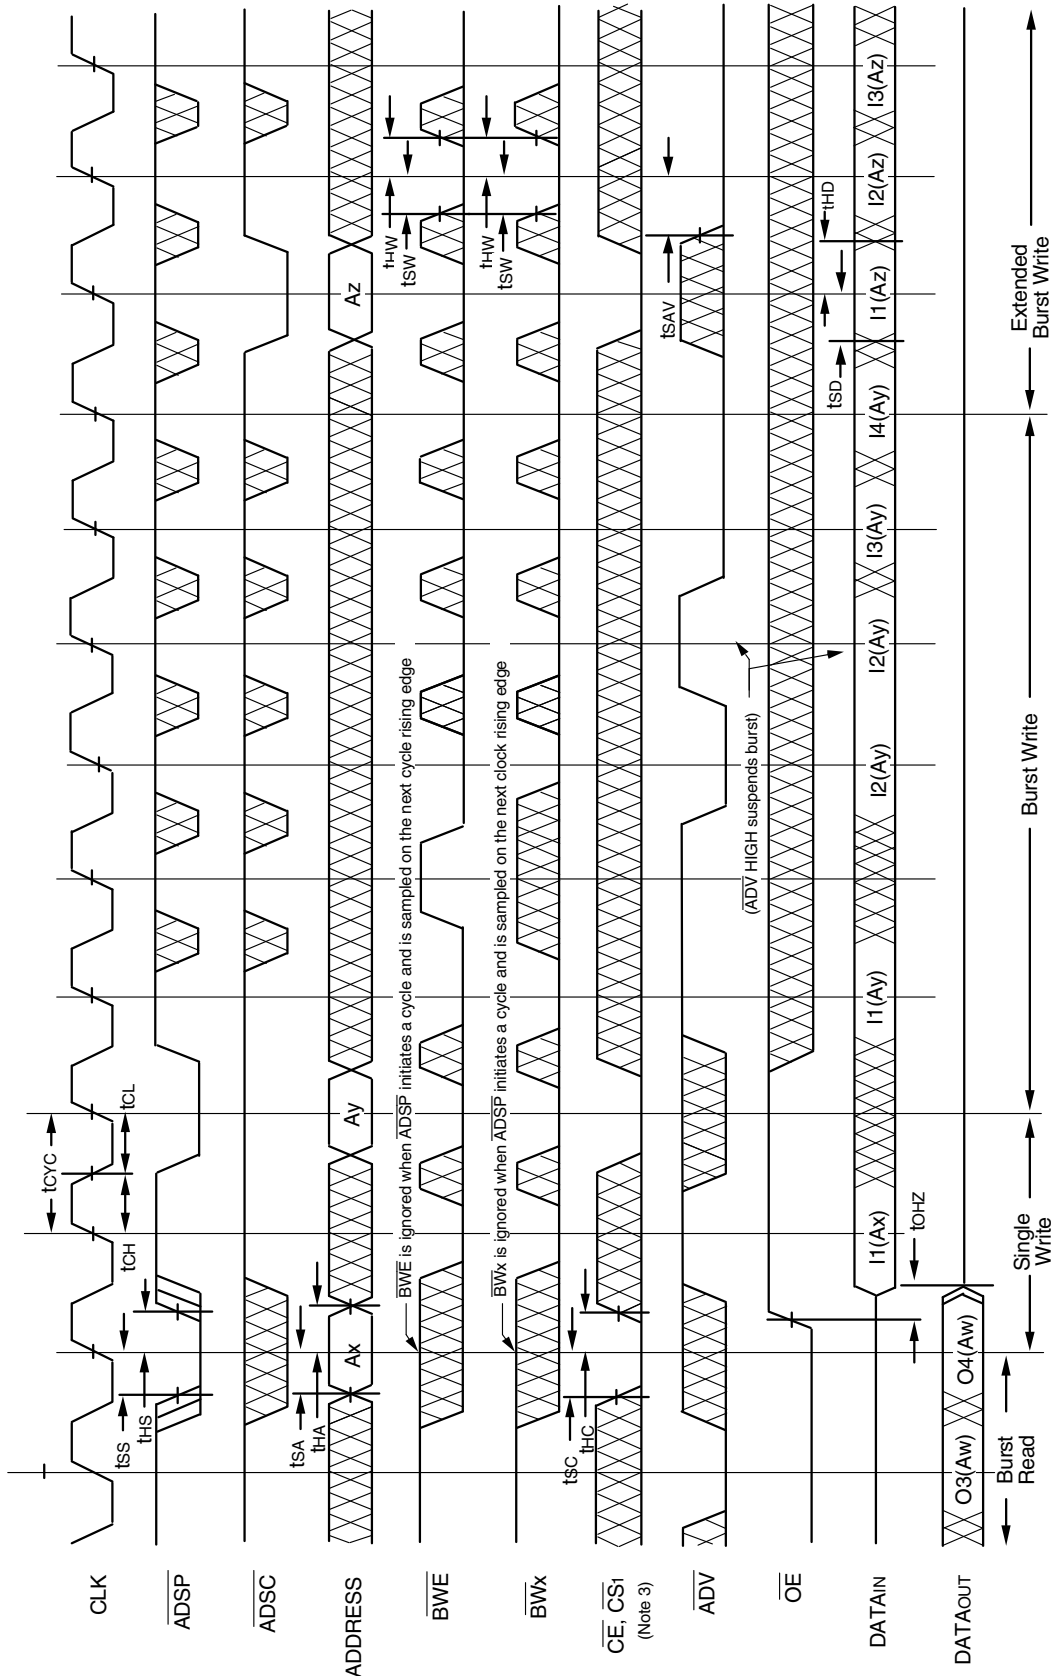 CLK
tCYC
tCH
tCL
ADSP
tSS
tHS
ADSC
ADDRESS
Ax
Ay
Az
tSA
tHA
BWE
BWE is ignored when ADSP initiates a cycle and is sampled on the next cycle rising edge
tHW
tSW
BWx
BWx is ignored when ADSP initiates a cycle and is sampled on the next clock rising edge
tHW
tSW
CE, CS1
(Note 3)
tSC
tHC
ADV
tSAV
(ADV HIGH suspends burst)
OE
DATAIN
I1(Ax)
I1(Ay)
I2(Ay)
I2(Ay)
I3(Ay)
I4(Ay)
I1(Az)
I2(Az)
I3(Az)
tSD
tHD
DATAOUT
O3(Aw)
O4(Aw)
tOHZ
Burst
Read
Single
Write
Burst Write
Extended
Burst Write